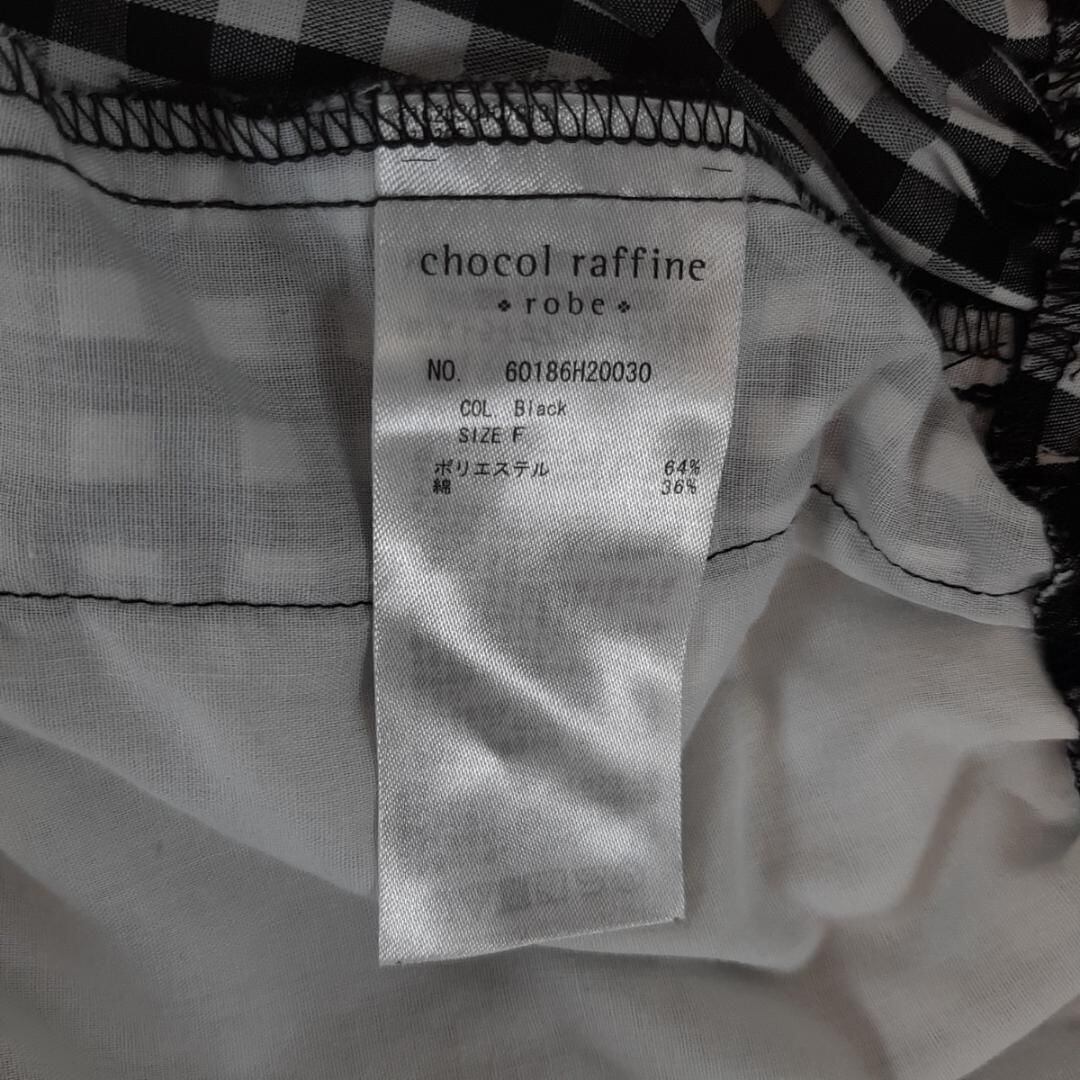 chocol raffine
robe
NO. 60186H20030
COL. Black
SIZE F
ポリエステル 64%
綿 36%